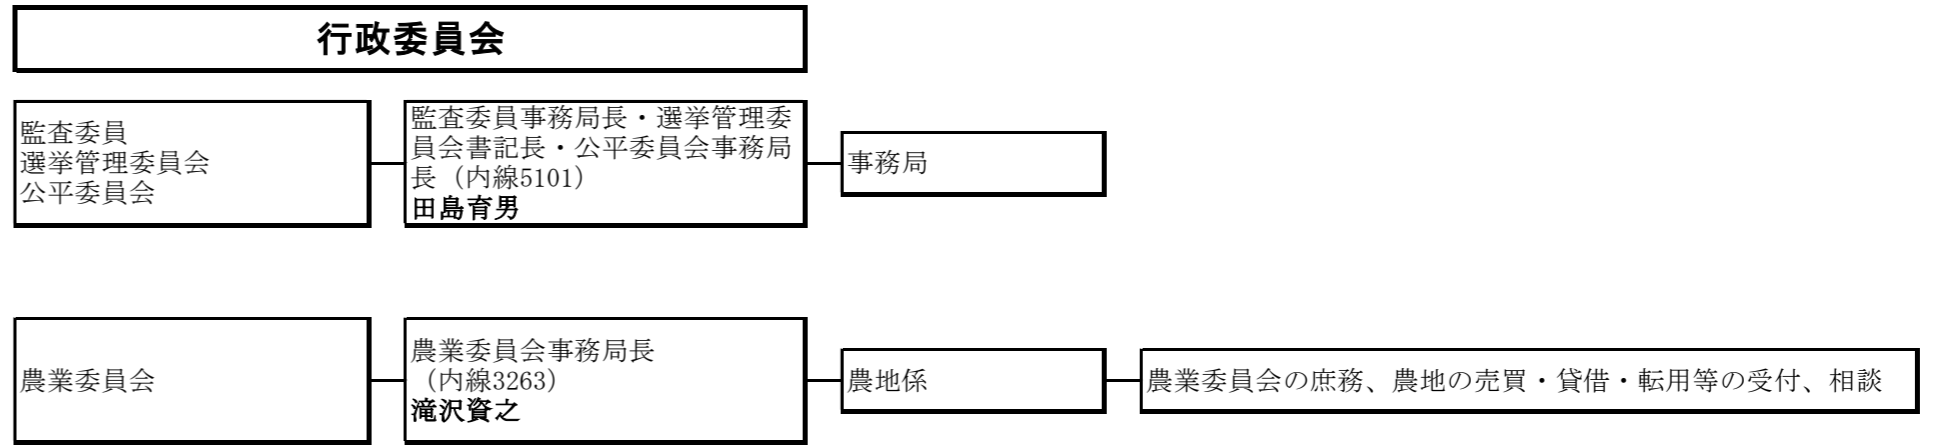 行政委員会
監査委員
選挙管理委員会
公平委員会
監査委員事務局長・選挙管理委
員会書記長・公平委員会事務局
長（内線5101）
田島育男
事務局
農業委員会
農業委員会事務局長
（内線3263）
滝沢資之
農地係
農業委員会の庶務、農地の売買・貸借・転用等の受付、相談